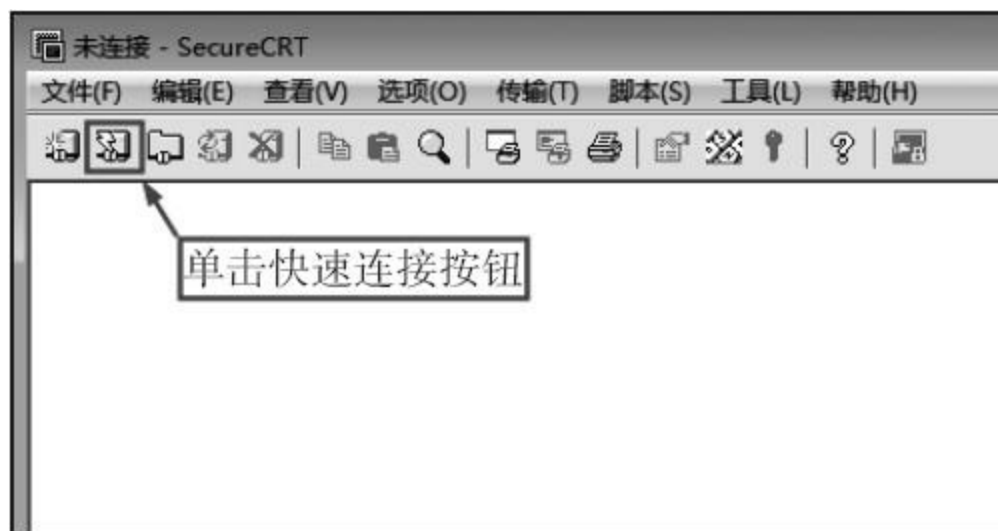 未连接 - SecureCRT
文件(F) 编辑(E) 查看(V) 选项(O) 传输(T) 脚本(S) 工具(L) 帮助(H)
单击快速连接按钮